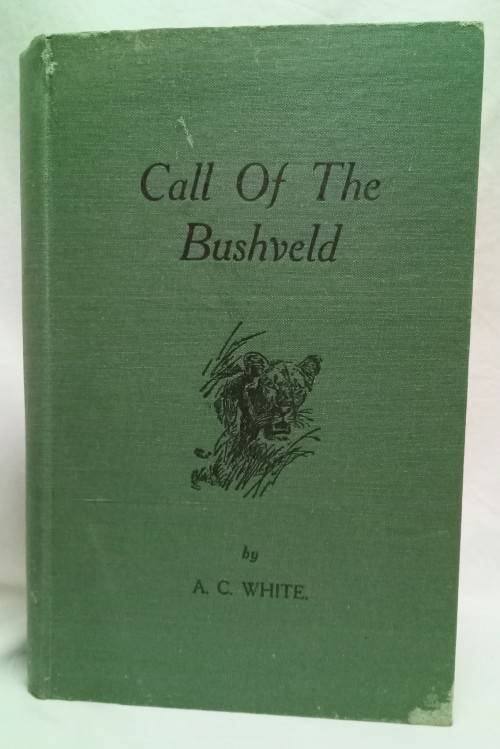 Call Of The
Bushveld
by
A. C. WHITE.